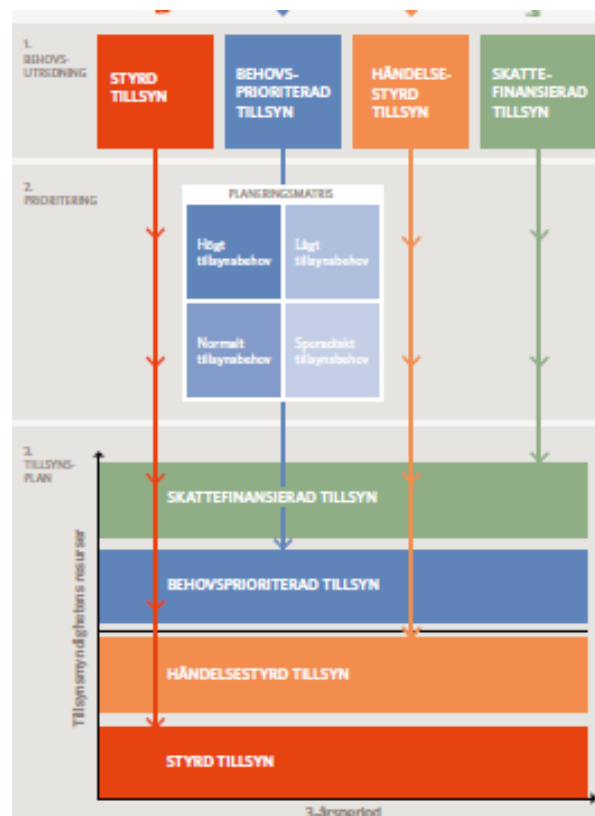 1.
BEHOVS-
UTREDNING
STYRD
TILLSYN
BEHOVS-
PRIORITERAD
TILLSYN
HÄNDELSE-
STYRD
TILLSYN
SKATTE-
FINANSIERAD
TILLSYN
2.
PRIORITERING
PLANERINGSMATRIS
Högt
tillsynsbehov
Lågt
tillsynsbehov
Normalt
tillsynsbehov
Sporadiskt
tillsynsbehov
3.
TILLSYNS-
PLAN
Tillsynsmyndighetens resurser
SKATTEFINANSIERAD TILLSYN
BEHOVSPRIORITERAD TILLSYN
HÄNDELSESTYRD TILLSYN
STYRD TILLSYN
3-årsperiod